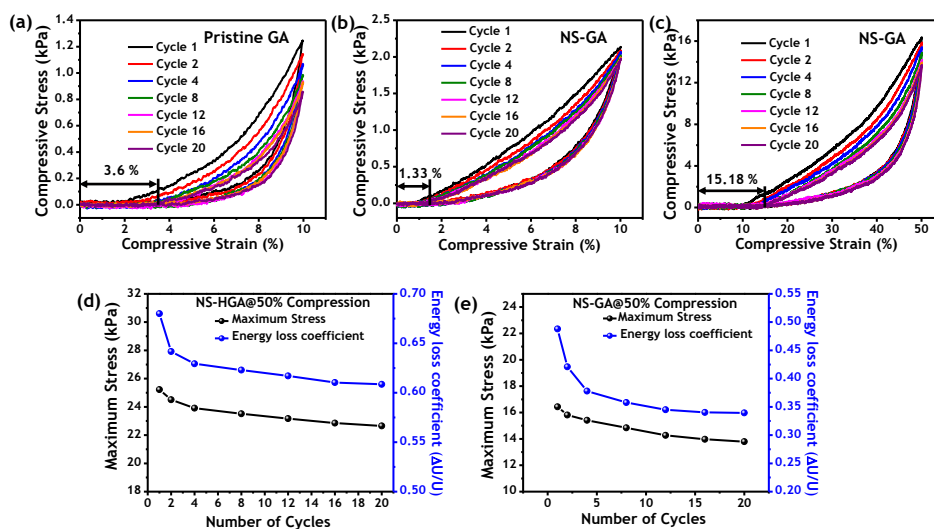 (a)
Compressive Stress (kPa)
1.4
1.2
1.0
0.8
0.6
0.4
0.2
0.0
Pristine GA
Cycle 1
Cycle 2
Cycle 4
Cycle 8
Cycle 12
Cycle 16
Cycle 20
3.6 %
0 2 4 6 8 10
Compressive Strain (%)
(b)
Compressive Stress (kPa)
2.5
2.0
1.5
1.0
0.5
0.0
NS-GA
Cycle 1
Cycle 2
Cycle 4
Cycle 8
Cycle 12
Cycle 16
Cycle 20
1.33 %
0 2 4 6 8 10
Compressive Strain (%)
(c)
Compressive Stress (kPa)
16
12
8
4
0
NS-GA
Cycle 1
Cycle 2
Cycle 4
Cycle 8
Cycle 12
Cycle 16
Cycle 20
15.18 %
0 10 20 30 40 50
Compressive Strain (%)
(d)
Maximum Stress (kPa)
32
30
28
26
24
22
20
18
NS-HGA@50% Compression
Maximum Stress
Energy loss coefficient
0.70
0.65
0.60
0.55
0.50
Energy loss coefficient (ΔU/U)
0 2 4 6 8 10 12 14 16 18 20
Number of Cycles
(e)
Maximum Stress (kPa)
24
22
20
18
16
14
12
10
NS-GA@50% Compression
Maximum Stress
Energy loss coefficient
0.55
0.50
0.45
0.40
0.35
0.30
0.25
0.20
Energy loss coefficient (ΔU/U)
0 5 10 15 20
Number of Cycles